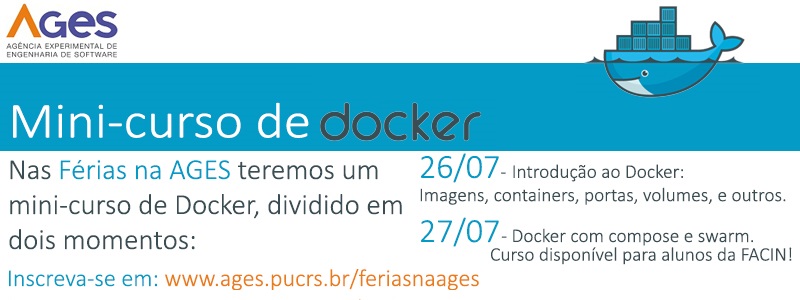 AGES
AGÊNCIA EXPERIMENTAL DE
ENGENHARIA DE SOFTWARE
Mini-curso de docker
Nas Férias na AGES teremos um
mini-curso de Docker, dividido em
dois momentos:
26/07- Introdução ao Docker:
Imagens, containers, portas, volumes, e outros.
27/07- Docker com compose e swarm.
Curso disponível para alunos da FACIN!
Inscreva-se em: www.ages.pucrs.br/feriasnaages